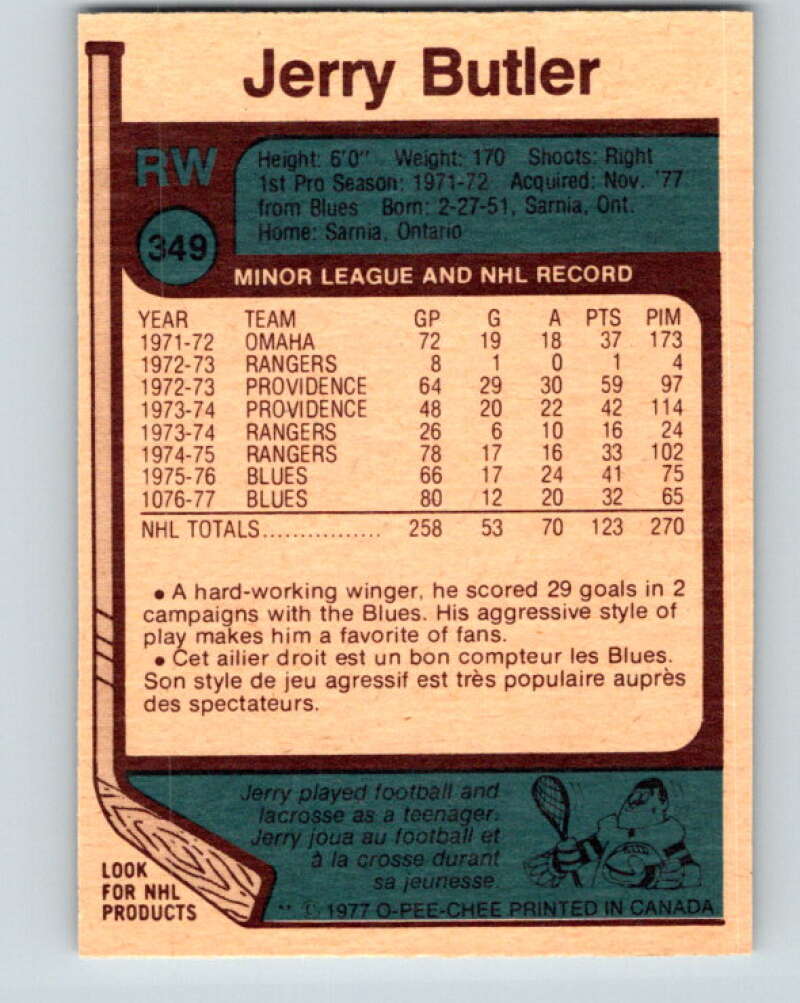 Jerry Butler
RW
349
Height: 6'0" Weight: 170 Shoots: Right
1st Pro Season: 1971-72 Acquired: Nov. '77
from Blues Born: 2-27-51, Sarnia, Ont.
Home: Sarnia, Ontario
MINOR LEAGUE AND NHL RECORD
YEAR TEAM GP G A PTS PIM
1971-72 OMAHA 72 19 18 37 173
1972-73 RANGERS 8 1 0 1 4
1972-73 PROVIDENCE 64 29 30 59 97
1973-74 PROVIDENCE 48 20 22 42 114
1973-74 RANGERS 26 6 10 16 24
1974-75 RANGERS 78 17 16 33 102
1975-76 BLUES 66 17 24 41 75
1076-77 BLUES 80 12 20 32 65
NHL TOTALS................ 258 53 70 123 270
• A hard-working winger, he scored 29 goals in 2
campaigns with the Blues. His aggressive style of
play makes him a favorite of fans.
• Cet ailier droit est un bon compteur les Blues.
Son style de jeu agressif est très populaire auprès
des spectateurs.
Jerry played football and
lacrosse as a teenager.
Jerry joua au football et
à la crosse durant
sa jeunesse.
LOOK
FOR NHL
PRODUCTS
** © 1977 O-PEE-CHEE PRINTED IN CANADA